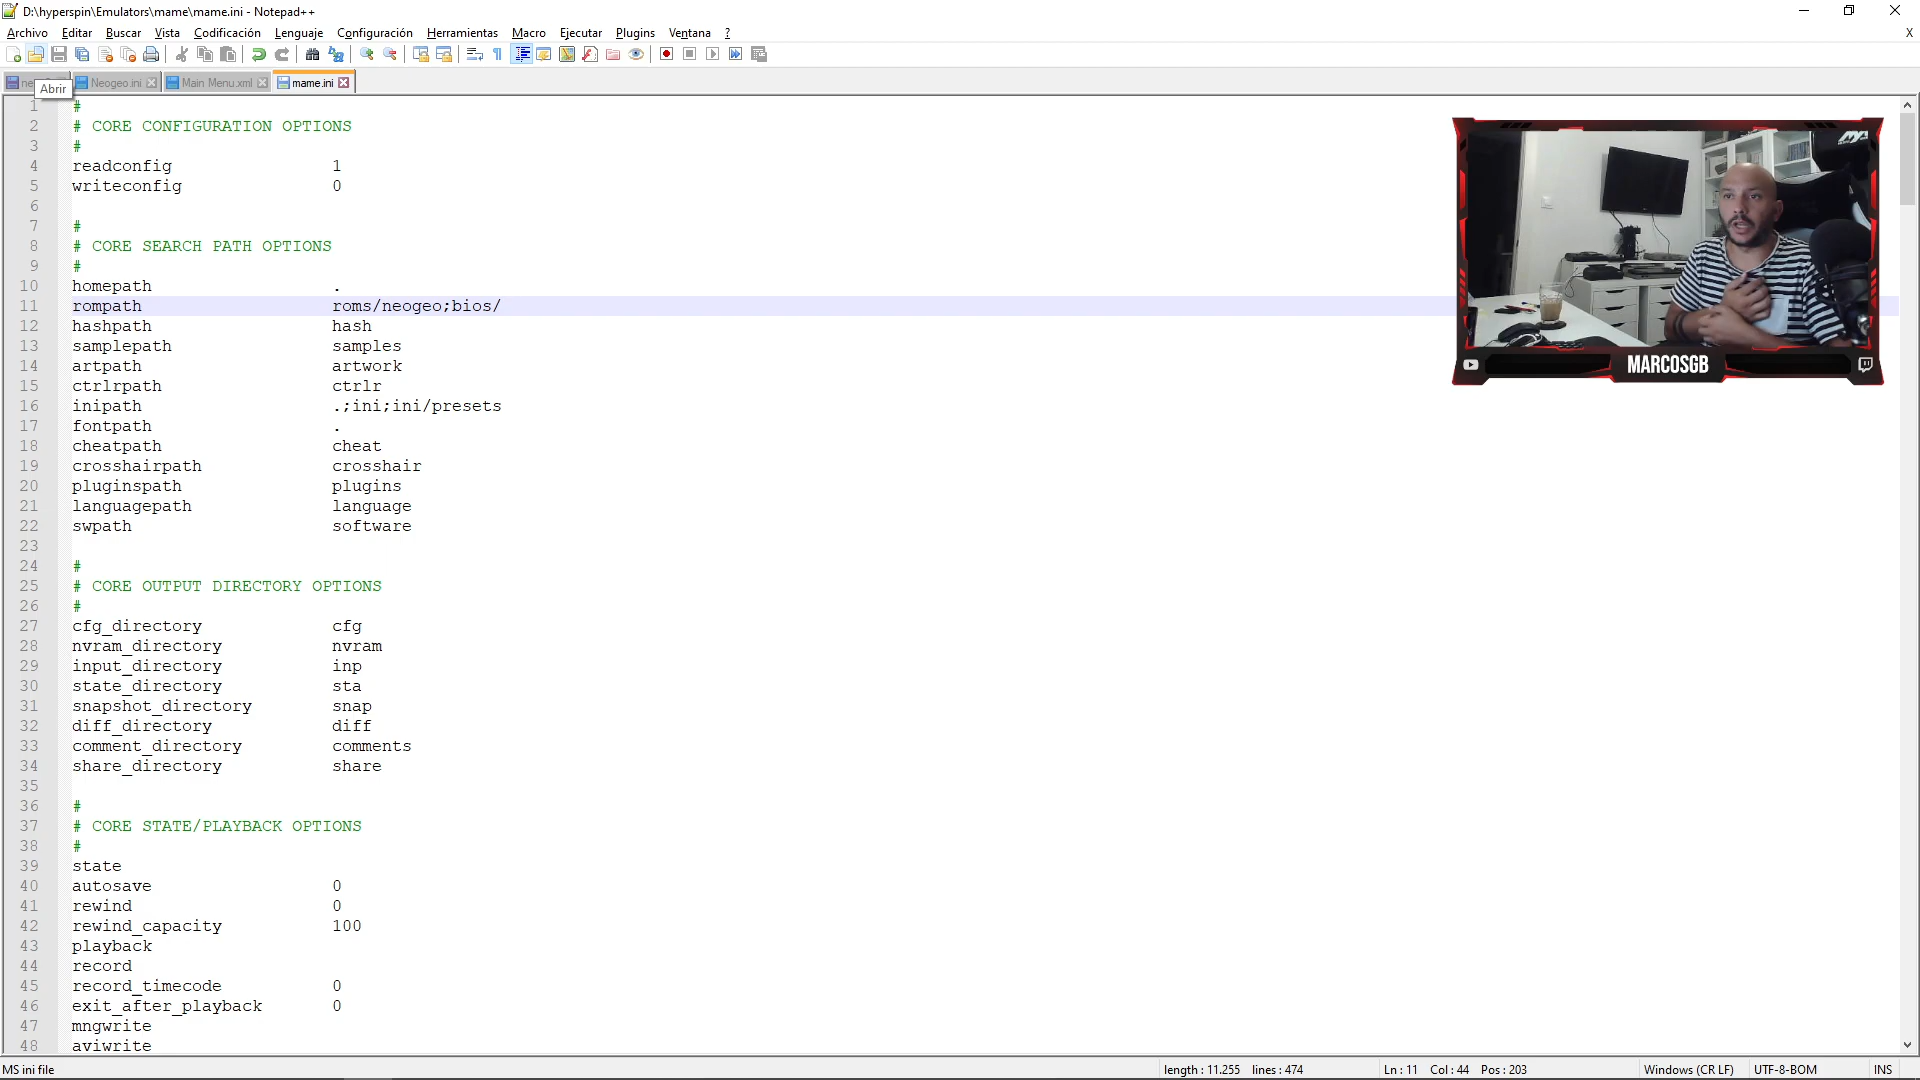 D:\hyperspin\Emulators\mame\mame.ini - Notepad++
Archivo Editar Buscar Vista Codificación Lenguaje Configuración Herramientas Macro Ejecutar Plugins Ventana ? X
Neogeo.ini Main Menu.xml mame.ini
Abrir
1 #
2 # CORE CONFIGURATION OPTIONS
3 #
4 readconfig 1
5 writeconfig 0
6
7 #
8 # CORE SEARCH PATH OPTIONS
9 #
10 homepath .
11 rompath roms/neogeo;bios/
12 hashpath hash
13 samplepath samples
14 artpath artwork
15 ctrlrpath ctrlr
16 inipath .;ini;ini/presets
17 fontpath .
18 cheatpath cheat
19 crosshairpath crosshair
20 pluginspath plugins
21 languagepath language
22 swpath software
23
24 #
25 # CORE OUTPUT DIRECTORY OPTIONS
26 #
27 cfg_directory cfg
28 nvram_directory nvram
29 input_directory inp
30 state_directory sta
31 snapshot_directory snap
32 diff_directory diff
33 comment_directory comments
34 share_directory share
35
36 #
37 # CORE STATE/PLAYBACK OPTIONS
38 #
39 state
40 autosave 0
41 rewind 0
42 rewind_capacity 100
43 playback
44 record
45 record_timecode 0
46 exit_after_playback 0
47 mngwrite
48 aviwrite
MARCOSGB
MS ini file length : 11.255 lines : 474 Ln : 11 Col : 44 Pos : 203 Windows (CR LF) UTF-8-BOM INS